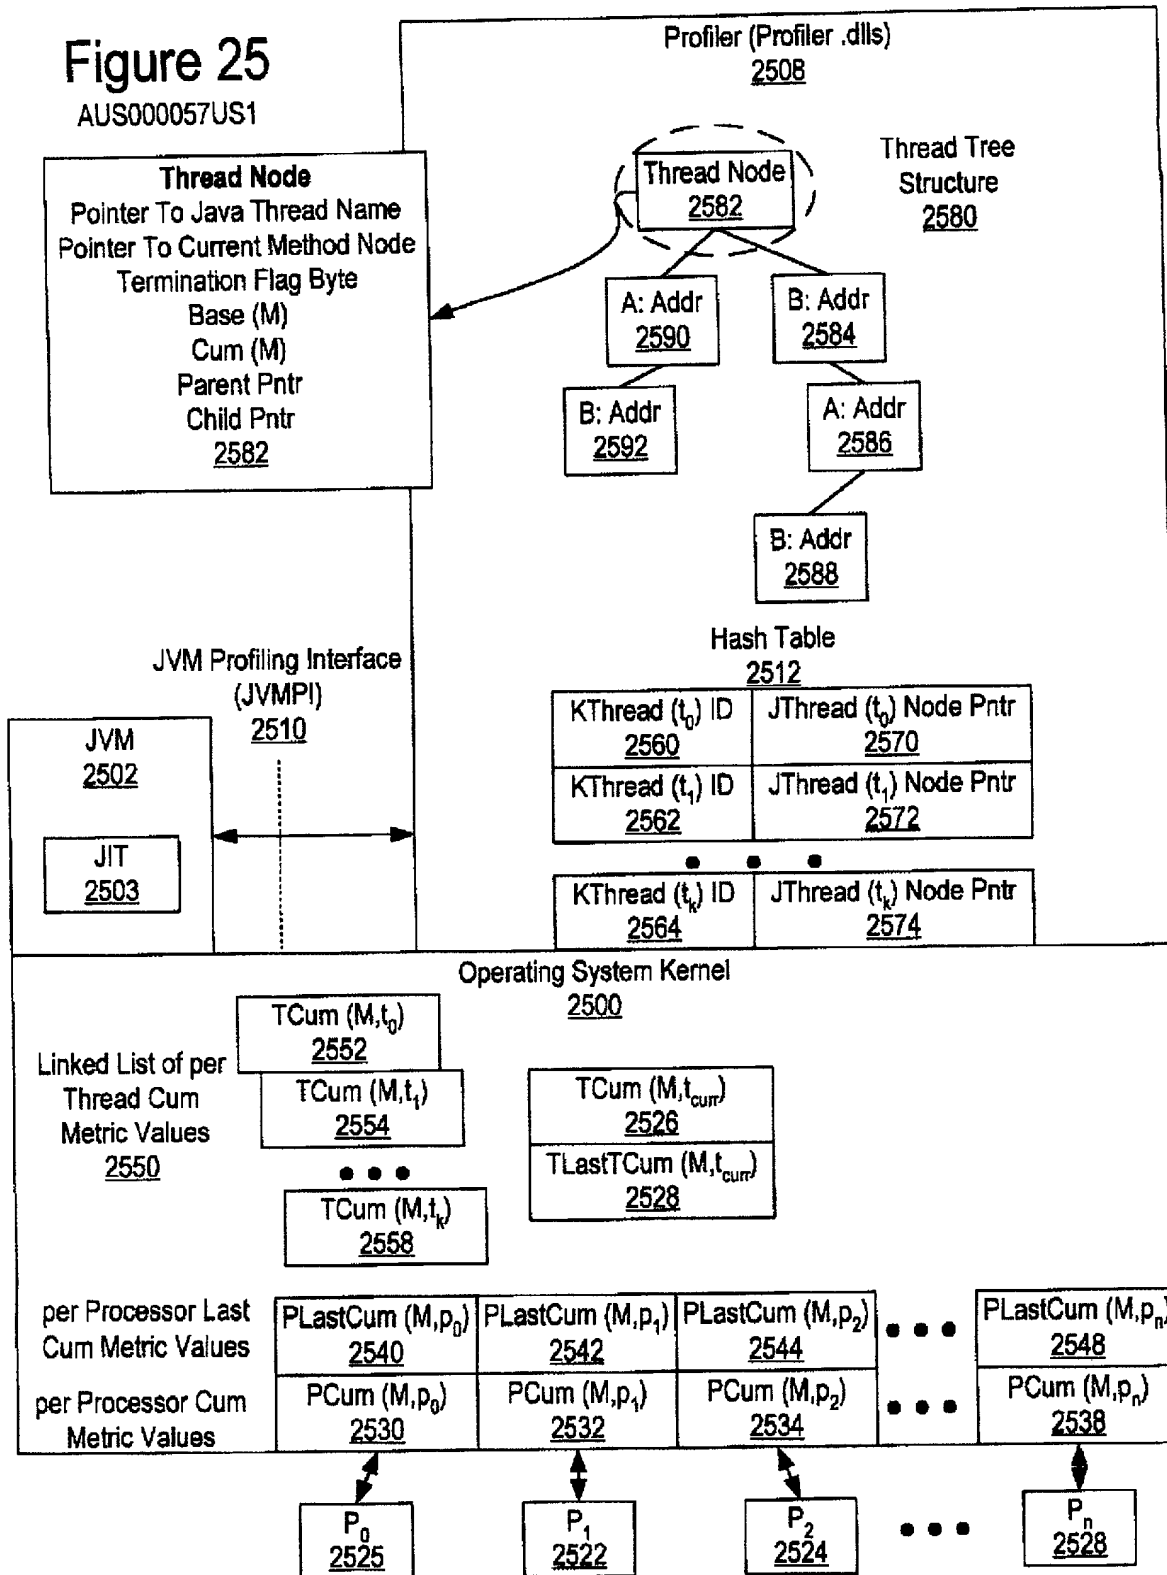 Figure 25
AUS000057US1
Profiler (Profiler .dlls)
2508
Thread Node
Pointer To Java Thread Name
Pointer To Current Method Node
Termination Flag Byte
Base (M)
Cum (M)
Parent Pntr
Child Pntr
2582
Thread Node
2582
Thread Tree
Structure
2580
A: Addr
2590
B: Addr
2584
B: Addr
2592
A: Addr
2586
B: Addr
2588
JVM Profiling Interface
(JVMPI)
2510
Hash Table
2512
KThread (t0) ID
2560
JThread (t0) Node Pntr
2570
KThread (t1) ID
2562
JThread (t1) Node Pntr
2572
KThread (tk) ID
2564
JThread (tk) Node Pntr
2574
JVM
2502
JIT
2503
Operating System Kernel
2500
Linked List of per
Thread Cum
Metric Values
2550
TCum (M,t0)
2552
TCum (M,t1)
2554
TCum (M,tk)
2558
TCum (M,tcurr)
2526
TLastTCum (M,tcurr)
2528
per Processor Last
Cum Metric Values
PLastCum (M,p0)
2540
PLastCum (M,p1)
2542
PLastCum (M,p2)
2544
PLastCum (M,pn)
2548
per Processor Cum
Metric Values
PCum (M,p0)
2530
PCum (M,p1)
2532
PCum (M,p2)
2534
PCum (M,pn)
2538
P0
2525
P1
2522
P2
2524
Pn
2528